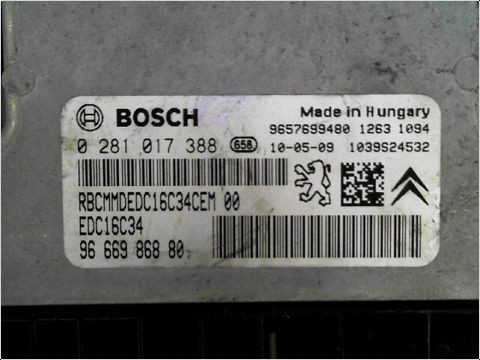 BOSCH
Made in Hungary
9657699480 1263 1094
0 281 017 388 658 10-05-09 1039S24532
RBCMMDEDC16C34CEM 00
EDC16C34
96 669 868 80